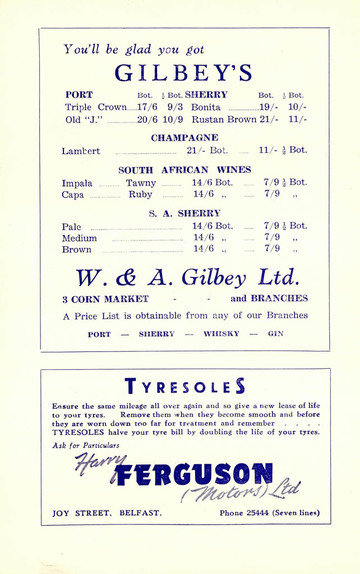 You'll be glad you got
GILBEY'S
PORT Bot. ½ Bot. SHERRY Bot. ½ Bot.
Triple Crown 17/6 9/3 Bonita 19/- 10/-
Old "J." 20/6 10/9 Rustan Brown 21/- 11/-
CHAMPAGNE
Lambert 21/- Bot. 11/- ½ Bot.
SOUTH AFRICAN WINES
Impala Tawny 14/6 Bot. 7/9 ½ Bot.
Capa Ruby 14/6 „ 7/9 „
S. A. SHERRY
Pale 14/6 Bot. 7/9 ½ Bot.
Medium 14/6 „ 7/9 „
Brown 14/6 „ 7/9 „
W. & A. Gilbey Ltd.
3 CORN MARKET - - and BRANCHES
A Price List is obtainable from any of our Branches
PORT — SHERRY — WHISKY — GIN
TYRESOLES
Ensure the same mileage all over again and so give a new lease of life
to your tyres. Remove them when they become smooth and before
they are worn down too far for treatment and remember . . . .
TYRESOLES halve your tyre bill by doubling the life of your tyres.
Ask for Particulars
Harry
FERGUSON
(Motors) Ltd
JOY STREET, BELFAST. Phone 25444 (Seven lines)